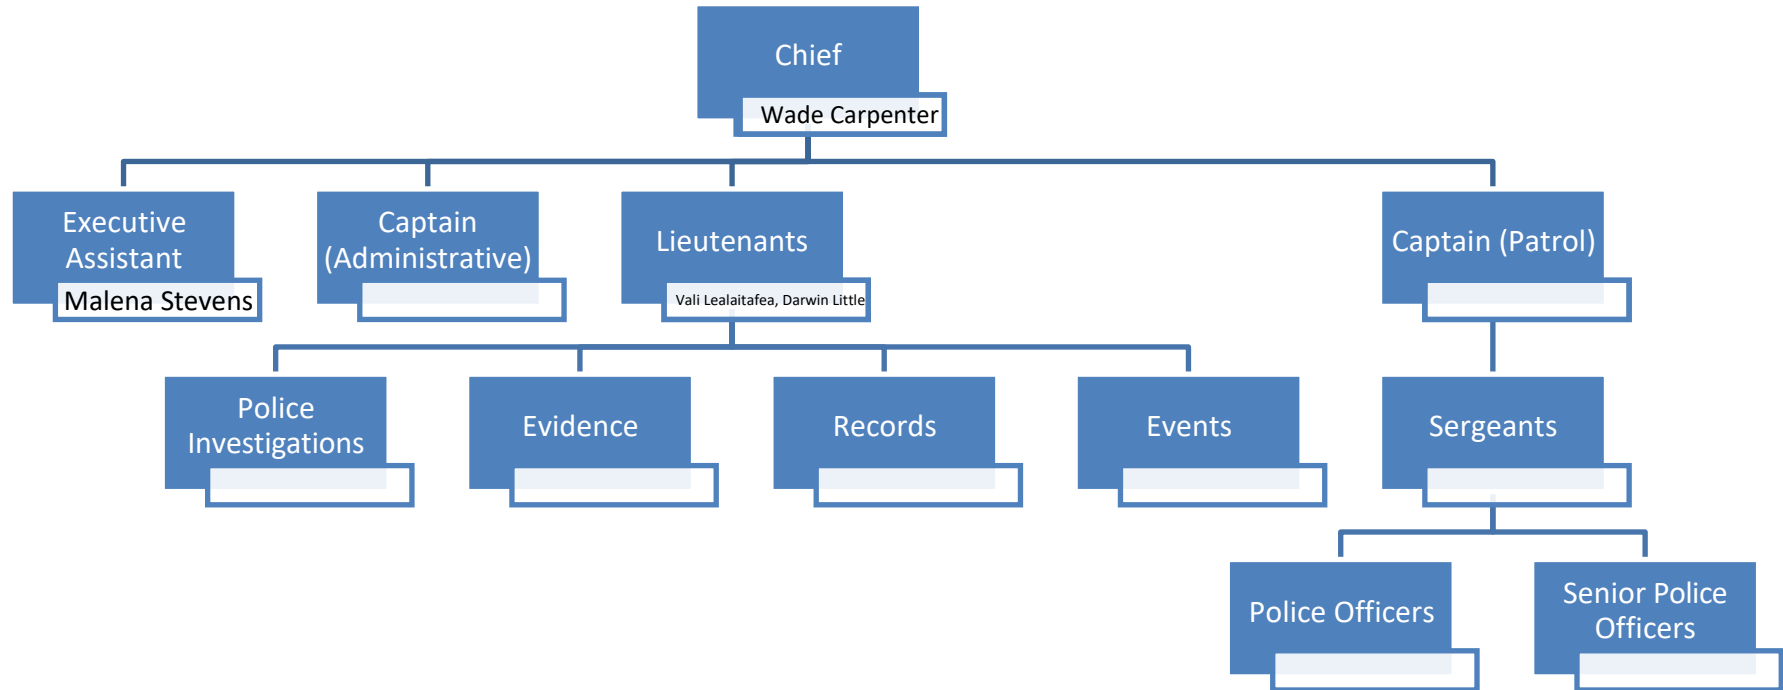 Chief
Wade Carpenter
Executive
Assistant
Malena Stevens
Captain
(Administrative)
Lieutenants
Vali Lealaitafea, Darwin Little
Captain (Patrol)
Police
Investigations
Evidence
Records
Events
Sergeants
Police Officers
Senior Police
Officers